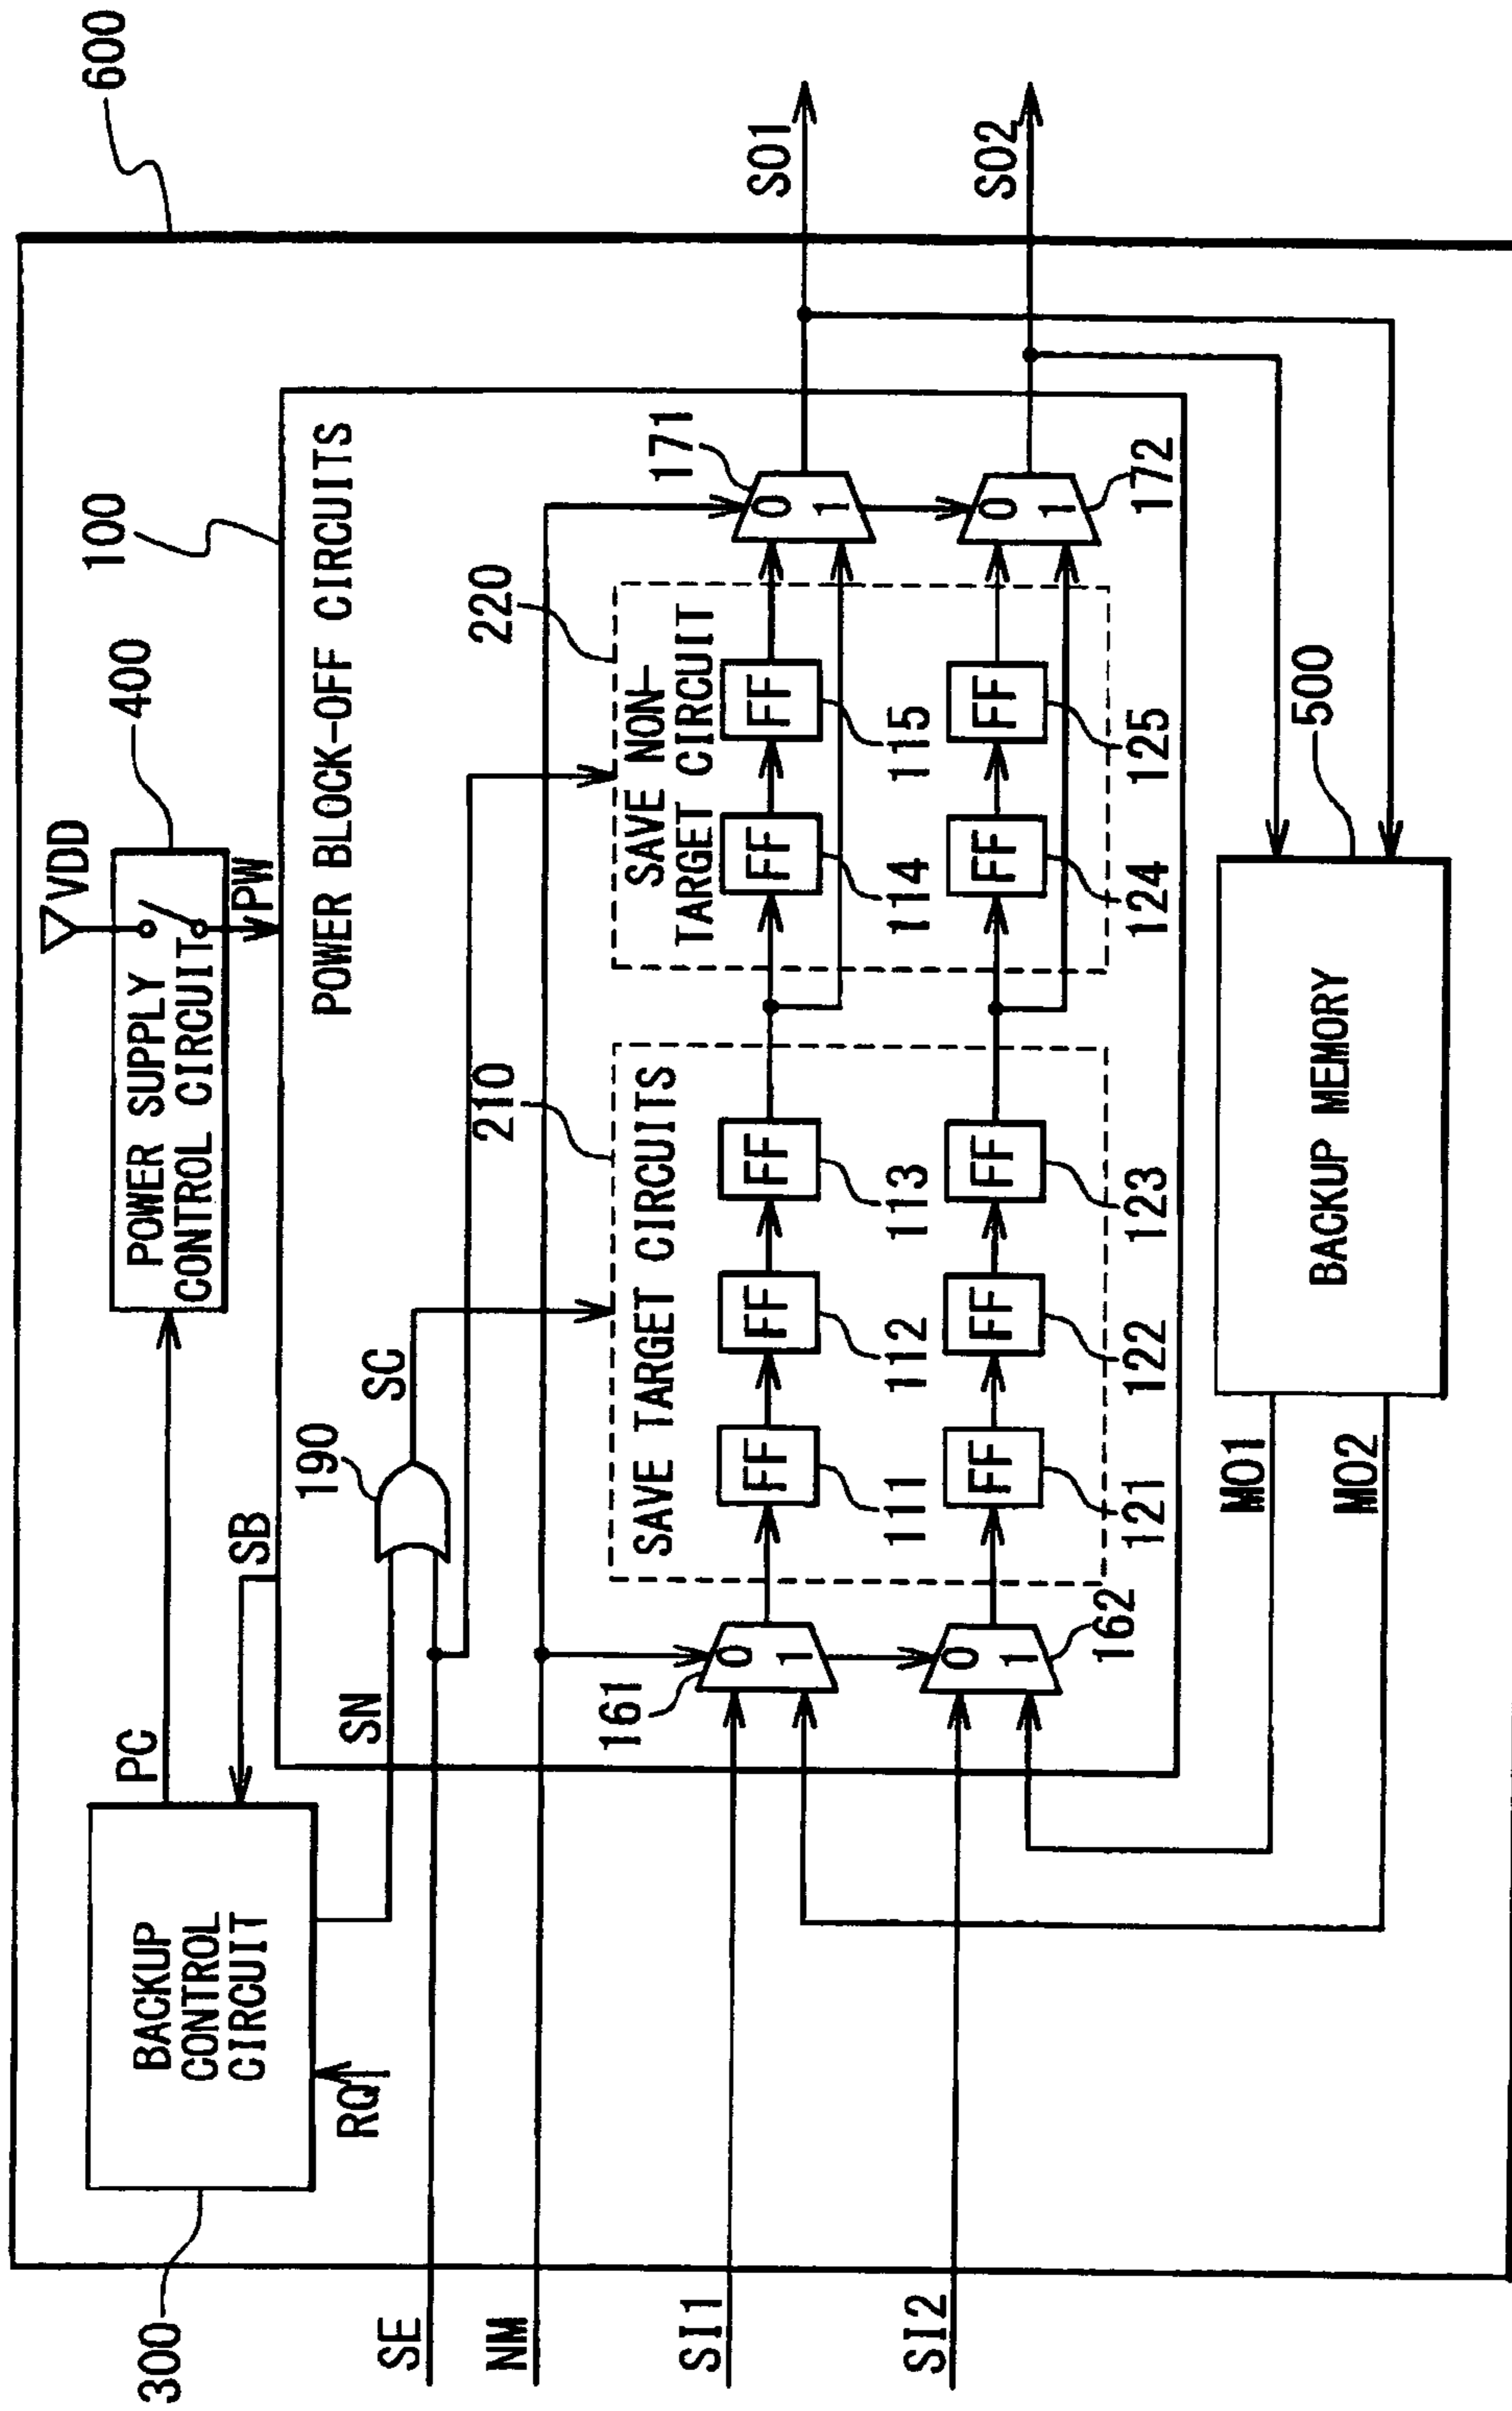 600
100
400
VDD
PW
POWER SUPPLY
CONTROL CIRCUIT
POWER BLOCK-OFF CIRCUITS
PC
SB
300
BACKUP
CONTROL
CIRCUIT
RQ
SN
190
SC
SE
NM
210
220
SAVE TARGET CIRCUITS
SAVE NON-
TARGET CIRCUIT
161
0
1
FF
FF
FF
FF
FF
171
0
1
SO1
SI1
111
112
113
114
115
162
0
1
FF
FF
FF
FF
FF
172
0
1
SO2
SI2
121
122
123
124
125
MO1
MO2
BACKUP MEMORY
500